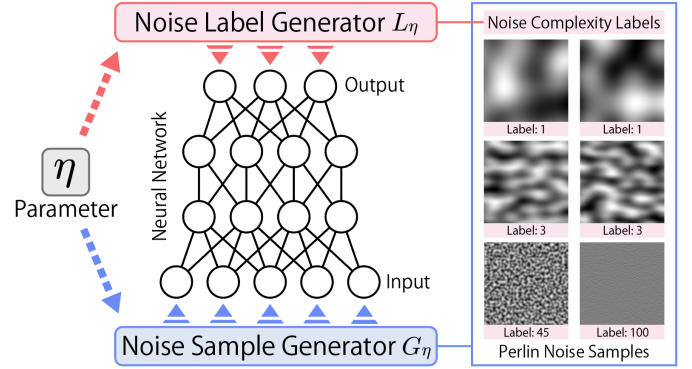 Noise Label Generator Lη
Noise Complexity Labels
Label: 1
Label: 1
Output
Neural Network
η
Parameter
Label: 3
Label: 3
Input
Label: 45
Label: 100
Noise Sample Generator Gη
Perlin Noise Samples